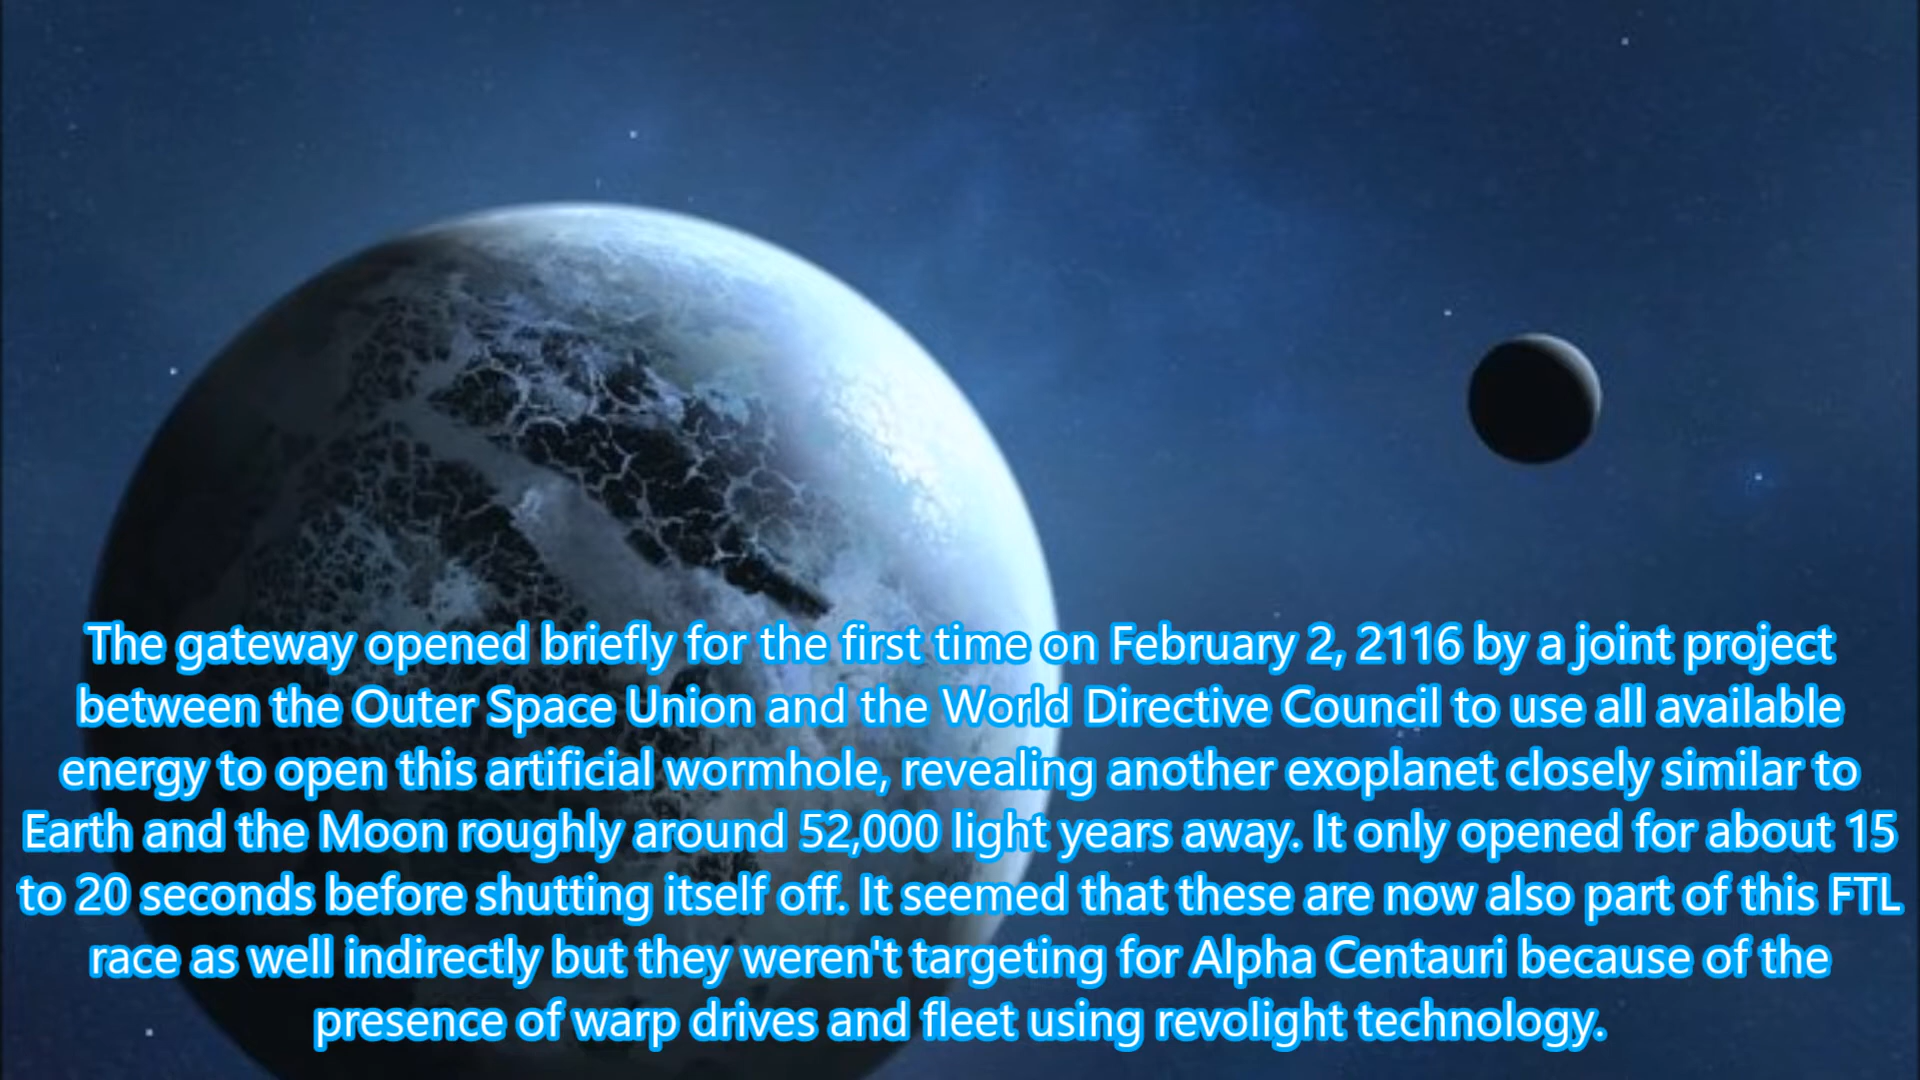 The gateway opened briefly for the first time on February 2, 2116 by a joint project
between the Outer Space Union and the World Directive Council to use all available
energy to open this artificial wormhole, revealing another exoplanet closely similar to
Earth and the Moon roughly around 52,000 light years away. It only opened for about 15
to 20 seconds before shutting itself off. It seemed that these are now also part of this FTL
race as well indirectly but they weren't targeting for Alpha Centauri because of the
presence of warp drives and fleet using revolight technology.